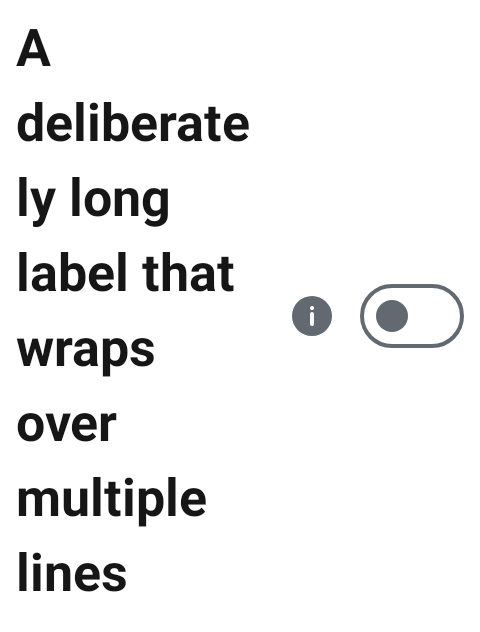 A
deliberate
ly long
label that
wraps
over
multiple
lines